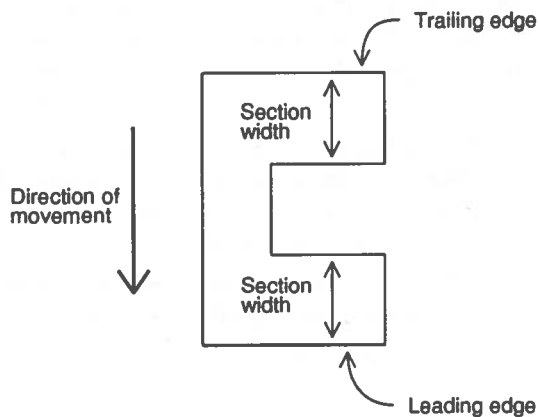 Trailing edge
Section
width
Direction of
movement
Section
width
Leading edge